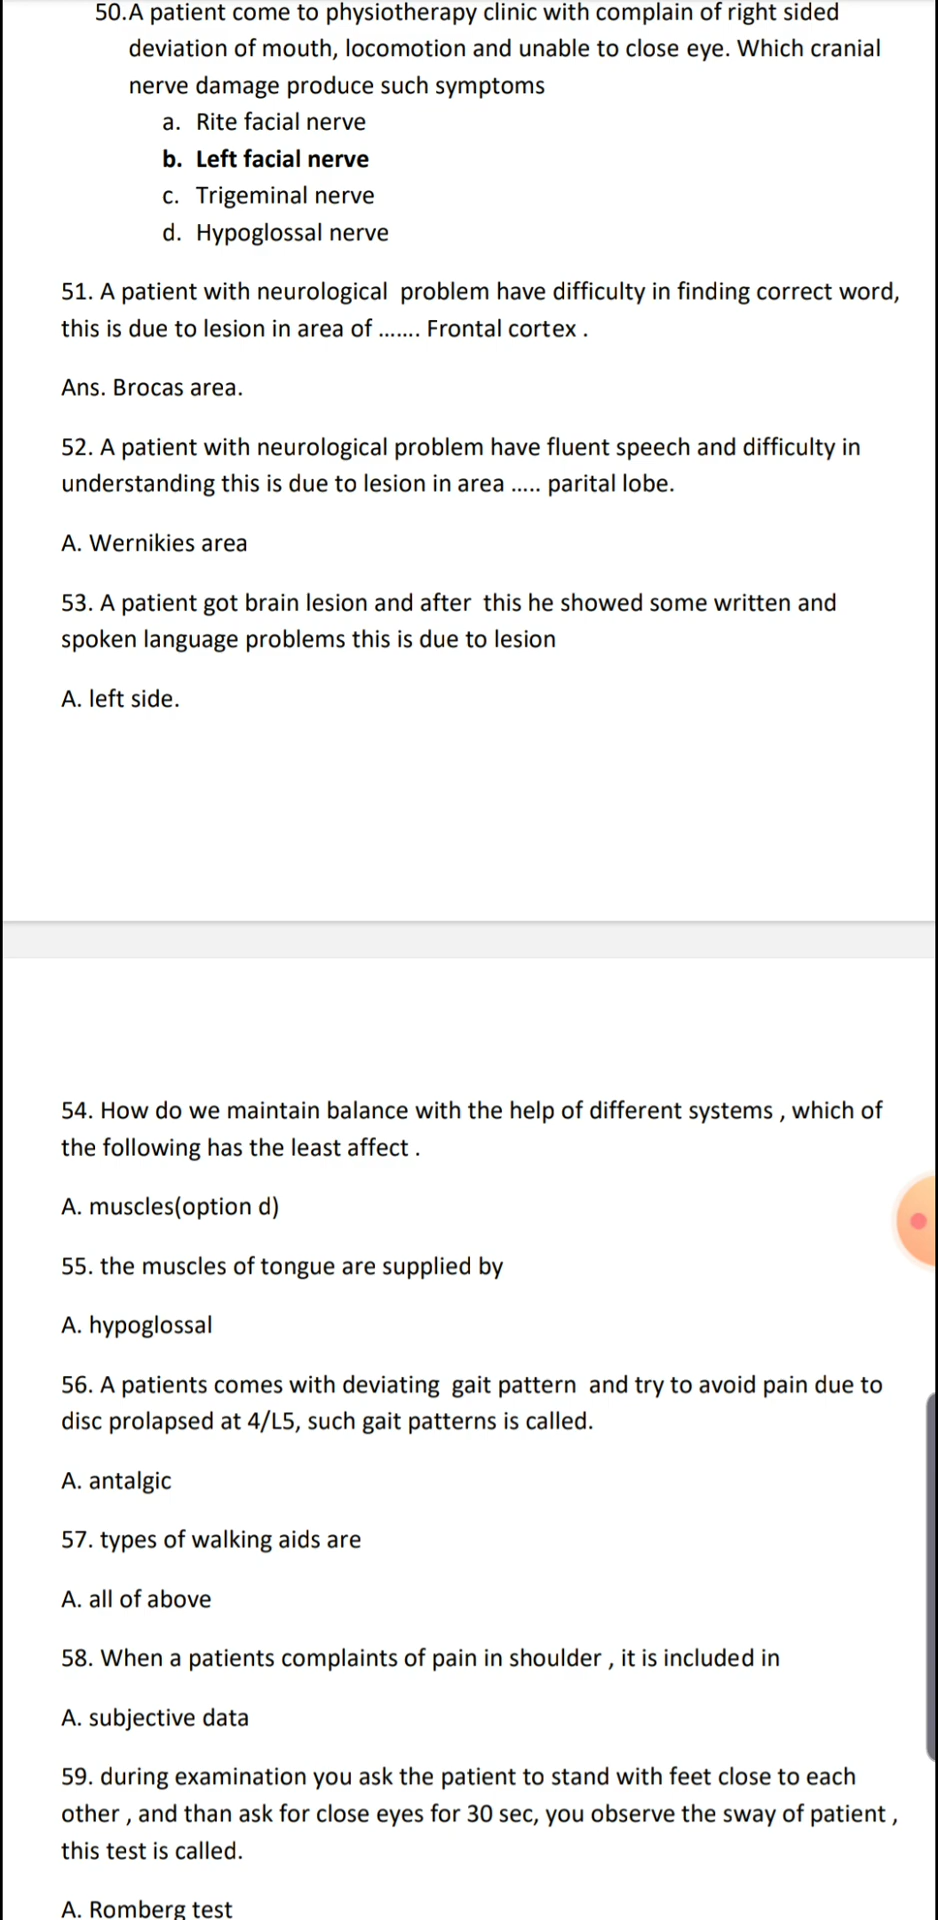 50.A patient come to physiotherapy clinic with complain of right sided
deviation of mouth, locomotion and unable to close eye. Which cranial
nerve damage produce such symptoms
a. Rite facial nerve
b. Left facial nerve
c. Trigeminal nerve
d. Hypoglossal nerve
51. A patient with neurological problem have difficulty in finding correct word,
this is due to lesion in area of ....... Frontal cortex .
Ans. Brocas area.
52. A patient with neurological problem have fluent speech and difficulty in
understanding this is due to lesion in area ..... parital lobe.
A. Wernikies area
53. A patient got brain lesion and after this he showed some written and
spoken language problems this is due to lesion
A. left side.
54. How do we maintain balance with the help of different systems , which of
the following has the least affect .
A. muscles(option d)
55. the muscles of tongue are supplied by
A. hypoglossal
56. A patients comes with deviating gait pattern and try to avoid pain due to
disc prolapsed at 4/L5, such gait patterns is called.
A. antalgic
57. types of walking aids are
A. all of above
58. When a patients complaints of pain in shoulder , it is included in
A. subjective data
59. during examination you ask the patient to stand with feet close to each
other , and than ask for close eyes for 30 sec, you observe the sway of patient ,
this test is called.
A. Romberg test